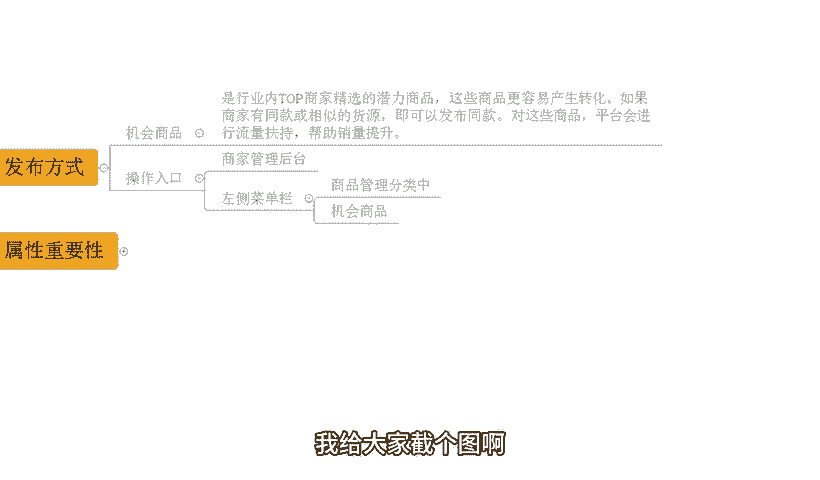 是行业内TOP商家精选的潜力商品，这些商品更容易产生转化。如果
商家有同款或相似的货源，即可以发布同款。对这些商品，平台会进
行流量扶持，帮助销量提升。
机会商品
发布方式
商家管理后台
操作入口
商品管理分类中
左侧菜单栏
机会商品
属性重要性
我给大家截个图啊